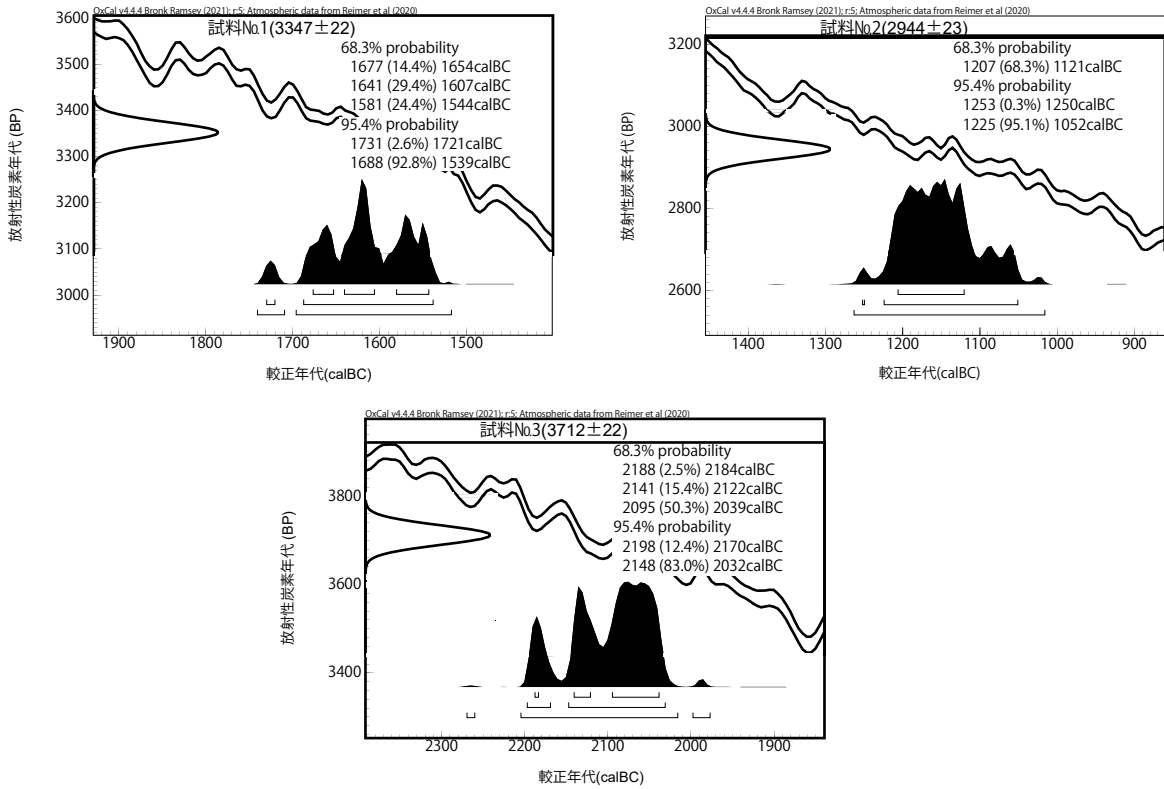 OxCal v4.4.4 Bronk Ramsey (2021); r:5; Atmospheric data from Reimer et al (2020)
試料№1(3347±22)
68.3% probability
1677 (14.4%) 1654calBC
1641 (29.4%) 1607calBC
1581 (24.4%) 1544calBC
95.4% probability
1731 (2.6%) 1721calBC
1688 (92.8%) 1539calBC
放射性炭素年代 (BP)
3600
3500
3400
3300
3200
3100
3000
1900 1800 1700 1600 1500
較正年代(calBC)
OxCal v4.4.4 Bronk Ramsey (2021); r:5; Atmospheric data from Reimer et al (2020)
試料№2(2944±23)
68.3% probability
1207 (68.3%) 1121calBC
95.4% probability
1253 (0.3%) 1250calBC
1225 (95.1%) 1052calBC
放射性炭素年代 (BP)
3200
3000
2800
2600
1400 1300 1200 1100 1000 900
較正年代(calBC)
OxCal v4.4.4 Bronk Ramsey (2021); r:5; Atmospheric data from Reimer et al (2020)
試料№3(3712±22)
68.3% probability
2188 (2.5%) 2184calBC
2141 (15.4%) 2122calBC
2095 (50.3%) 2039calBC
95.4% probability
2198 (12.4%) 2170calBC
2148 (83.0%) 2032calBC
放射性炭素年代 (BP)
3800
3600
3400
2300 2200 2100 2000 1900
較正年代(calBC)